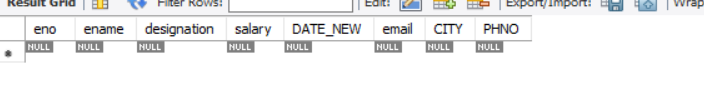 Result Grid Filter Rows: Edit: Export/Import: Wrap
eno ename designation salary DATE_NEW email CITY PHNO
NULL NULL NULL NULL NULL NULL NULL NULL